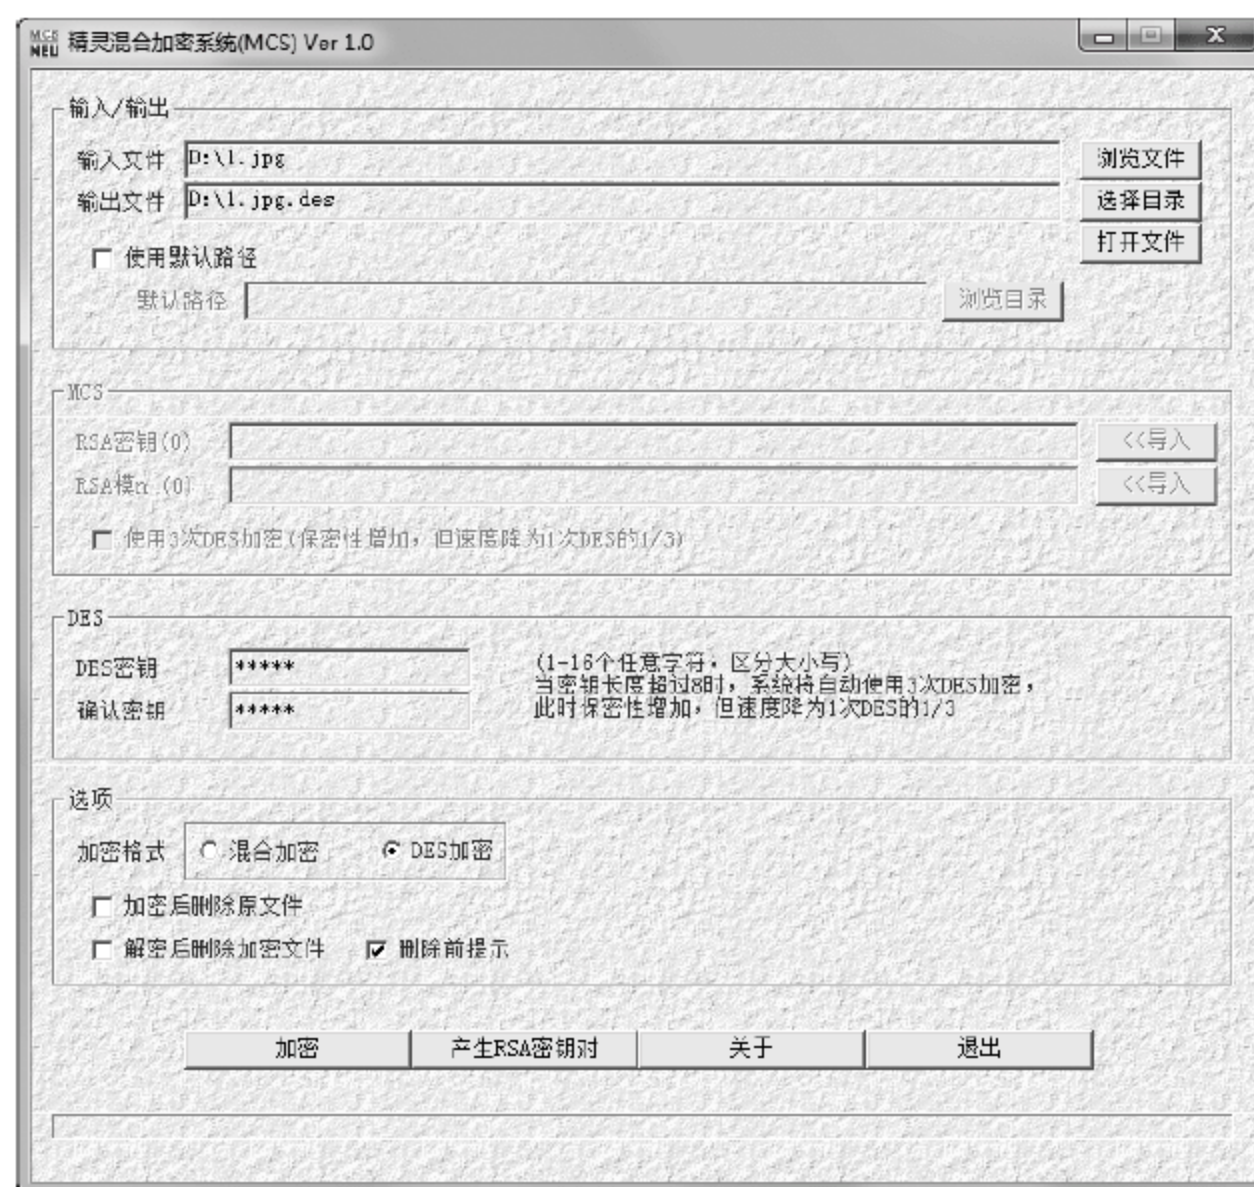 MCS
NEU 精灵混合加密系统(MCS) Ver 1.0
输入/输出
输入文件 D:\1.jpg 浏览文件
输出文件 D:\1.jpg.des 选择目录
打开文件
使用默认路径
默认路径 浏览目录
MCS
RSA密钥(0) <<导入
RSA模n (0) <<导入
使用3次DES加密(保密性增加，但速度降为1次DES的1/3)
DES
DES密钥 *****
(1-16个任意字符，区分大小写)
当密钥长度超过8时，系统将自动使用3次DES加密，
确认密钥 *****
此时保密性增加，但速度降为1次DES的1/3
选项
加密格式 混合加密 DES加密
加密后删除原文件
解密后删除加密文件 删除前提示
加密 产生RSA密钥对 关于 退出